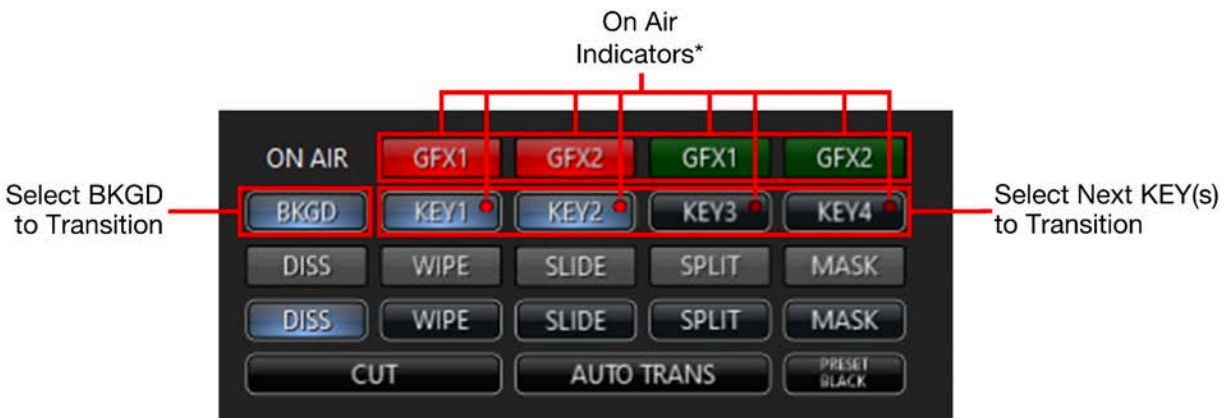 On Air
Indicators*
ON AIR GFX1 GFX2 GFX1 GFX2
Select BKGD
to Transition
BKGD KEY1 KEY2 KEY3 KEY4
Select Next KEY(s)
to Transition
DISS WIPE SLIDE SPLIT MASK
DISS WIPE SLIDE SPLIT MASK
CUT AUTO TRANS PRESET
BLACK